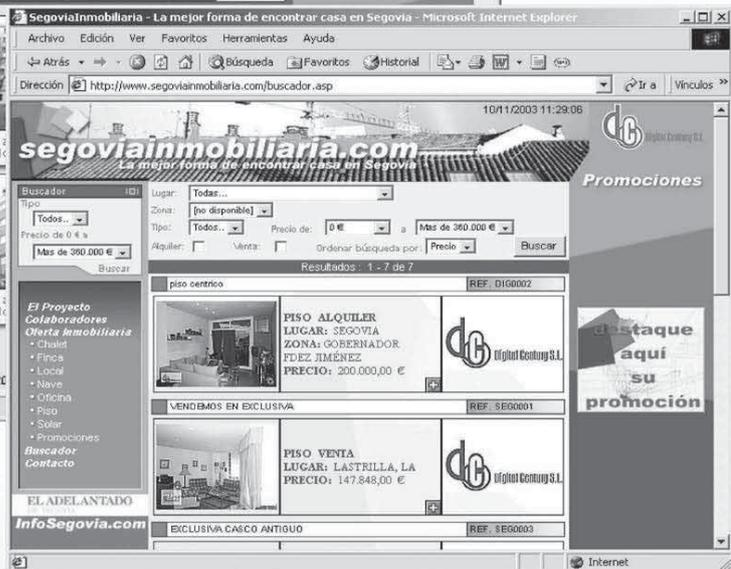 SegoviaInmobiliaria - La mejor forma de encontrar casa en Segovia - Microsoft Internet Explorer
Archivo Edición Ver Favoritos Herramientas Ayuda
Atrás Búsqueda Favoritos Historial
Dirección http://www.segoviainmobiliaria.com/buscador.asp Ir a Vínculos »
10/11/2003 11:29:06
segoviainmobiliaria.com
La mejor forma de encontrar casa en Segovia
Digital Century S.L.
Promociones
Buscador
Tipo
Todos..
Precio de 0 € a
Mas de 360.000 €
Buscar
Lugar: Todas...
Zona: [no disponible]
Tipo: Todos.. Precio de: 0 € a Mas de 360.000 €
Alquiler: Venta: Ordenar búsqueda por: Precio Buscar
Resultados : 1 - 7 de 7
El Proyecto
Colaboradores
Oferta Inmobiliaria
• Chalet
• Finca
• Local
• Nave
• Oficina
• Piso
• Solar
• Promociones
Buscador
Contacto
EL ADELANTADO
InfoSegovia.com
piso centrico REF. DIG0002
PISO ALQUILER
LUGAR: SEGOVIA
ZONA: GOBERNADOR
FDEZ JIMÉNEZ
PRECIO: 200.000,00 €
dc Digital Century S.L.
VENDEMOS EN EXCLUSIVA REF. SEG0001
PISO VENTA
LUGAR: LASTRILLA, LA
PRECIO: 147.848,00 €
dc Digital Century S.L.
EXCLUSIVA CASCO ANTIGUO REF. SEG0003
destaque
aquí
su
promoción
Internet